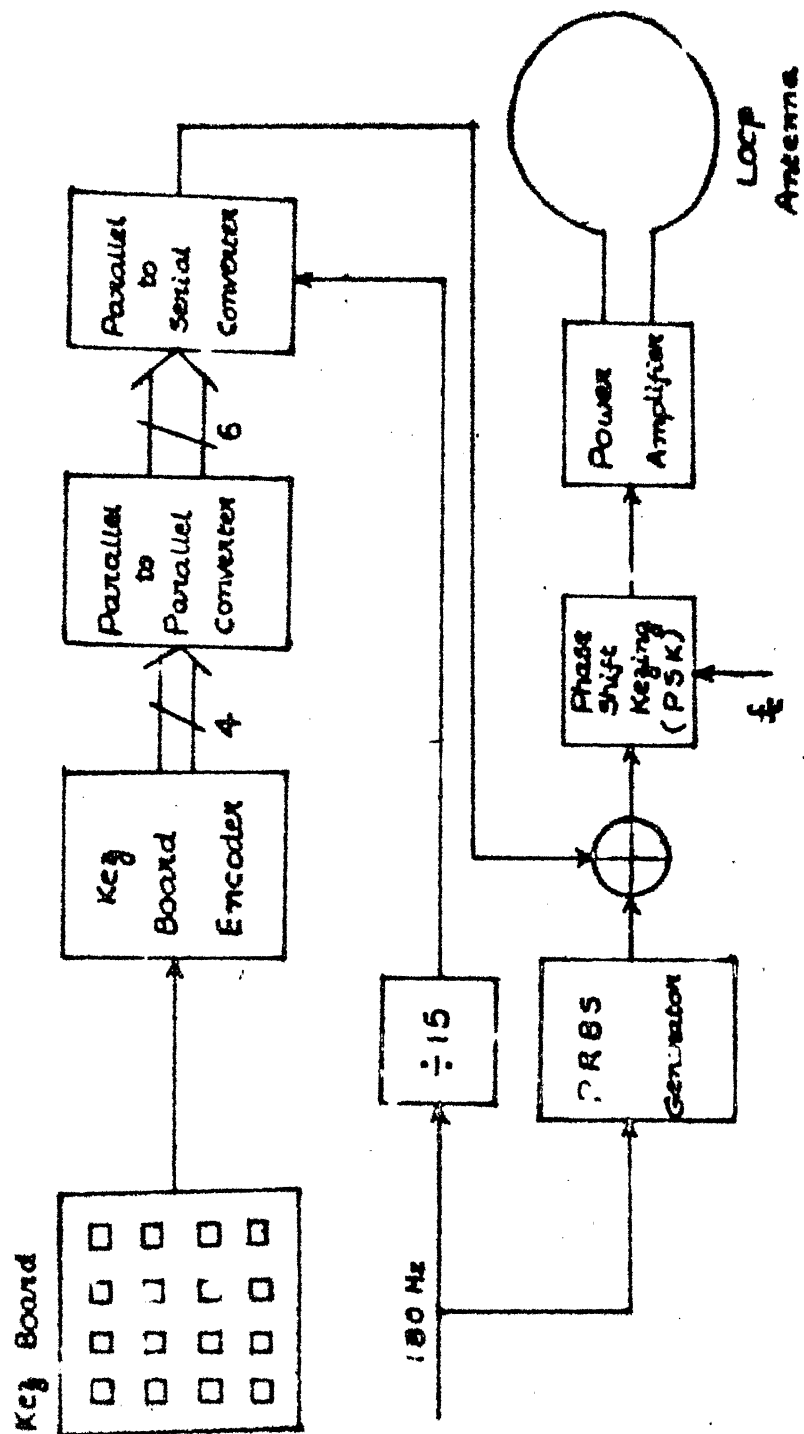 Key Board
Key
Board
Encoder
4
Parallel
to
Parallel
Converter
6
Parallel
to
Serial
Converter
180 Hz
÷15
PRBS
Generator
Phase
Shift
Keying
(PSK)
Power
Amplifier
Loop
Antenna